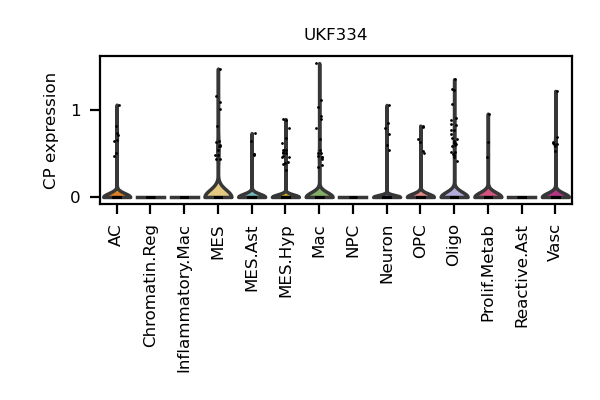 UKF334
CP expression
1
0
AC
Chromatin.Reg
Inflammatory.Mac
MES
MES.Ast
MES.Hyp
Mac
NPC
Neuron
OPC
Oligo
Prolif.Metab
Reactive.Ast
Vasc